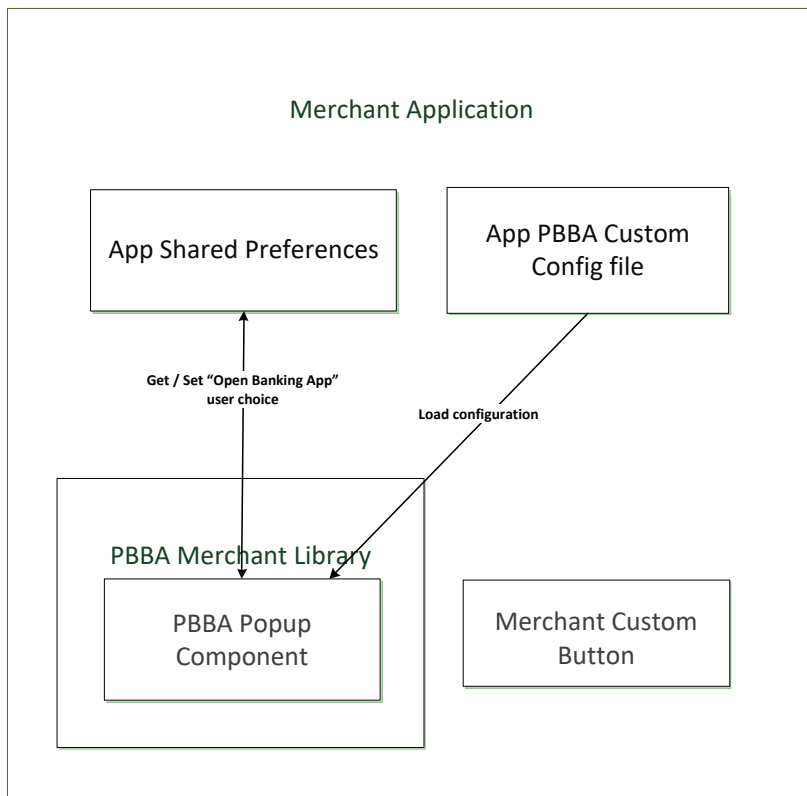 Merchant Application
App Shared Preferences
App PBBA Custom
Config file
Get / Set “Open Banking App”
user choice
Load configuration
PBBA Merchant Library
PBBA Popup
Component
Merchant Custom
Button